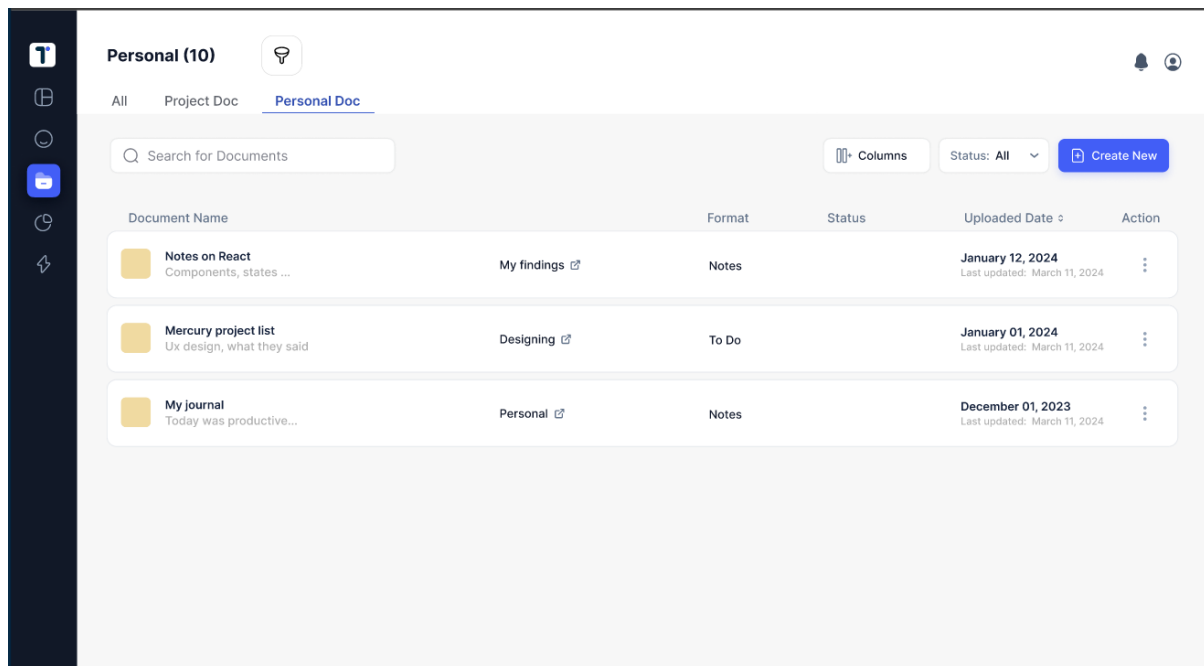 T
Personal (10)
All Project Doc Personal Doc
Search for Documents
Columns
Status: All
Create New
Document Name Format Status Uploaded Date Action
Notes on React
Components, states ...
My findings
Notes
January 12, 2024
Last updated: March 11, 2024
Mercury project list
Ux design, what they said
Designing
To Do
January 01, 2024
Last updated: March 11, 2024
My journal
Today was productive...
Personal
Notes
December 01, 2023
Last updated: March 11, 2024